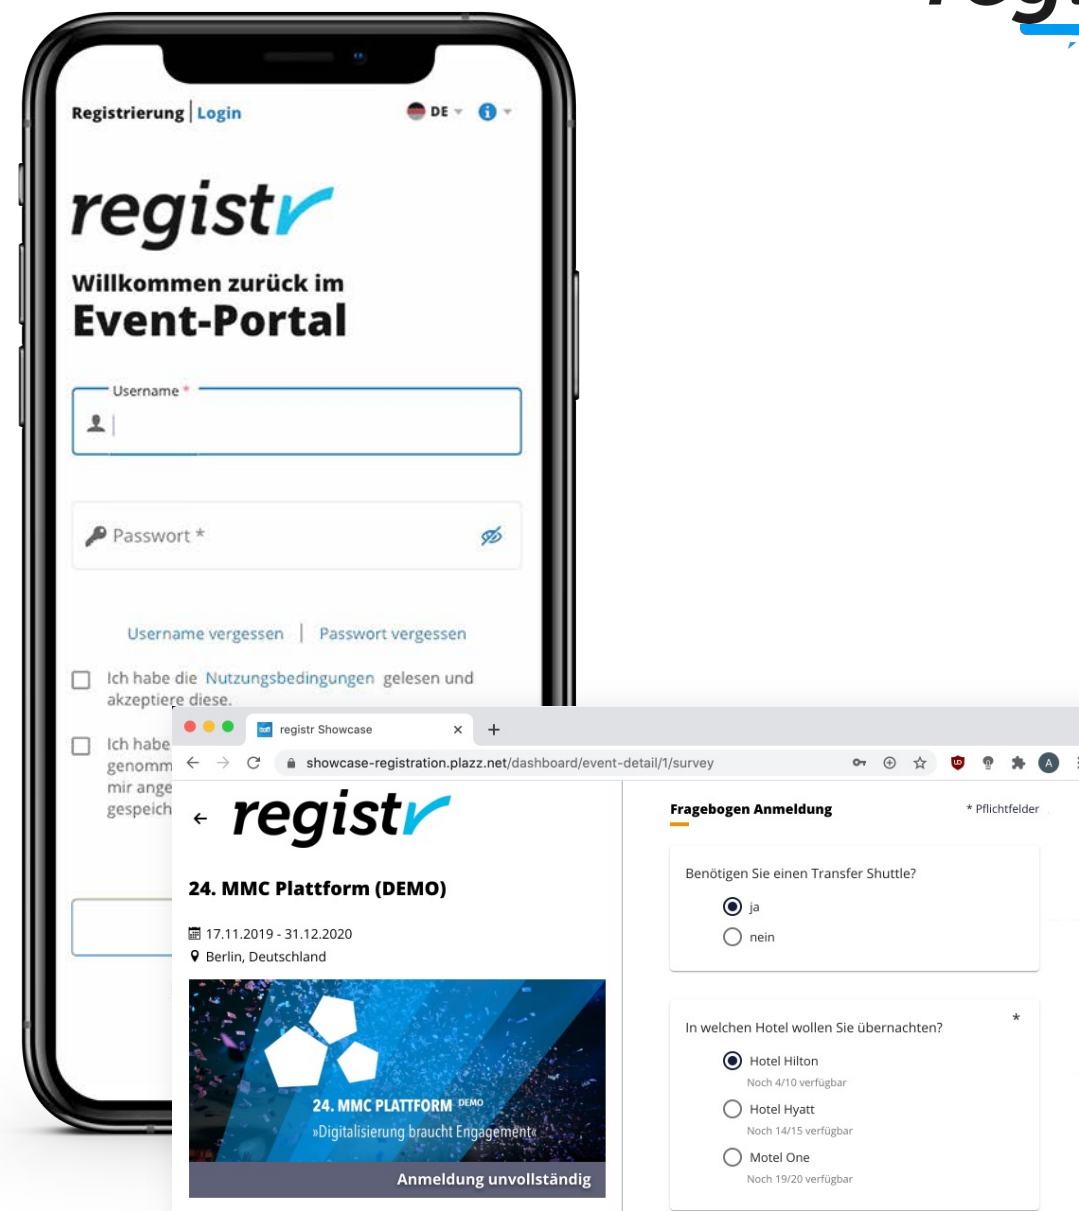 Registrierung | Login DE
registr
Willkommen zurück im
Event-Portal
Username *
Passwort *
Username vergessen | Passwort vergessen
Ich habe die Nutzungsbedingungen gelesen und
akzeptiere diese.
Ich habe
genomm
mir ange
gespeich
registr Showcase
showcase-registration.plazz.net/dashboard/event-detail/1/survey
A
registr
24. MMC Plattform (DEMO)
17.11.2019 - 31.12.2020
Berlin, Deutschland
24. MMC PLATTFORM DEMO
»Digitalisierung braucht Engagement«
Anmeldung unvollständig
Fragebogen Anmeldung * Pflichtfelder
Benötigen Sie einen Transfer Shuttle?
ja
nein
In welchen Hotel wollen Sie übernachten? *
Hotel Hilton
Noch 4/10 verfügbar
Hotel Hyatt
Noch 14/15 verfügbar
Motel One
Noch 19/20 verfügbar